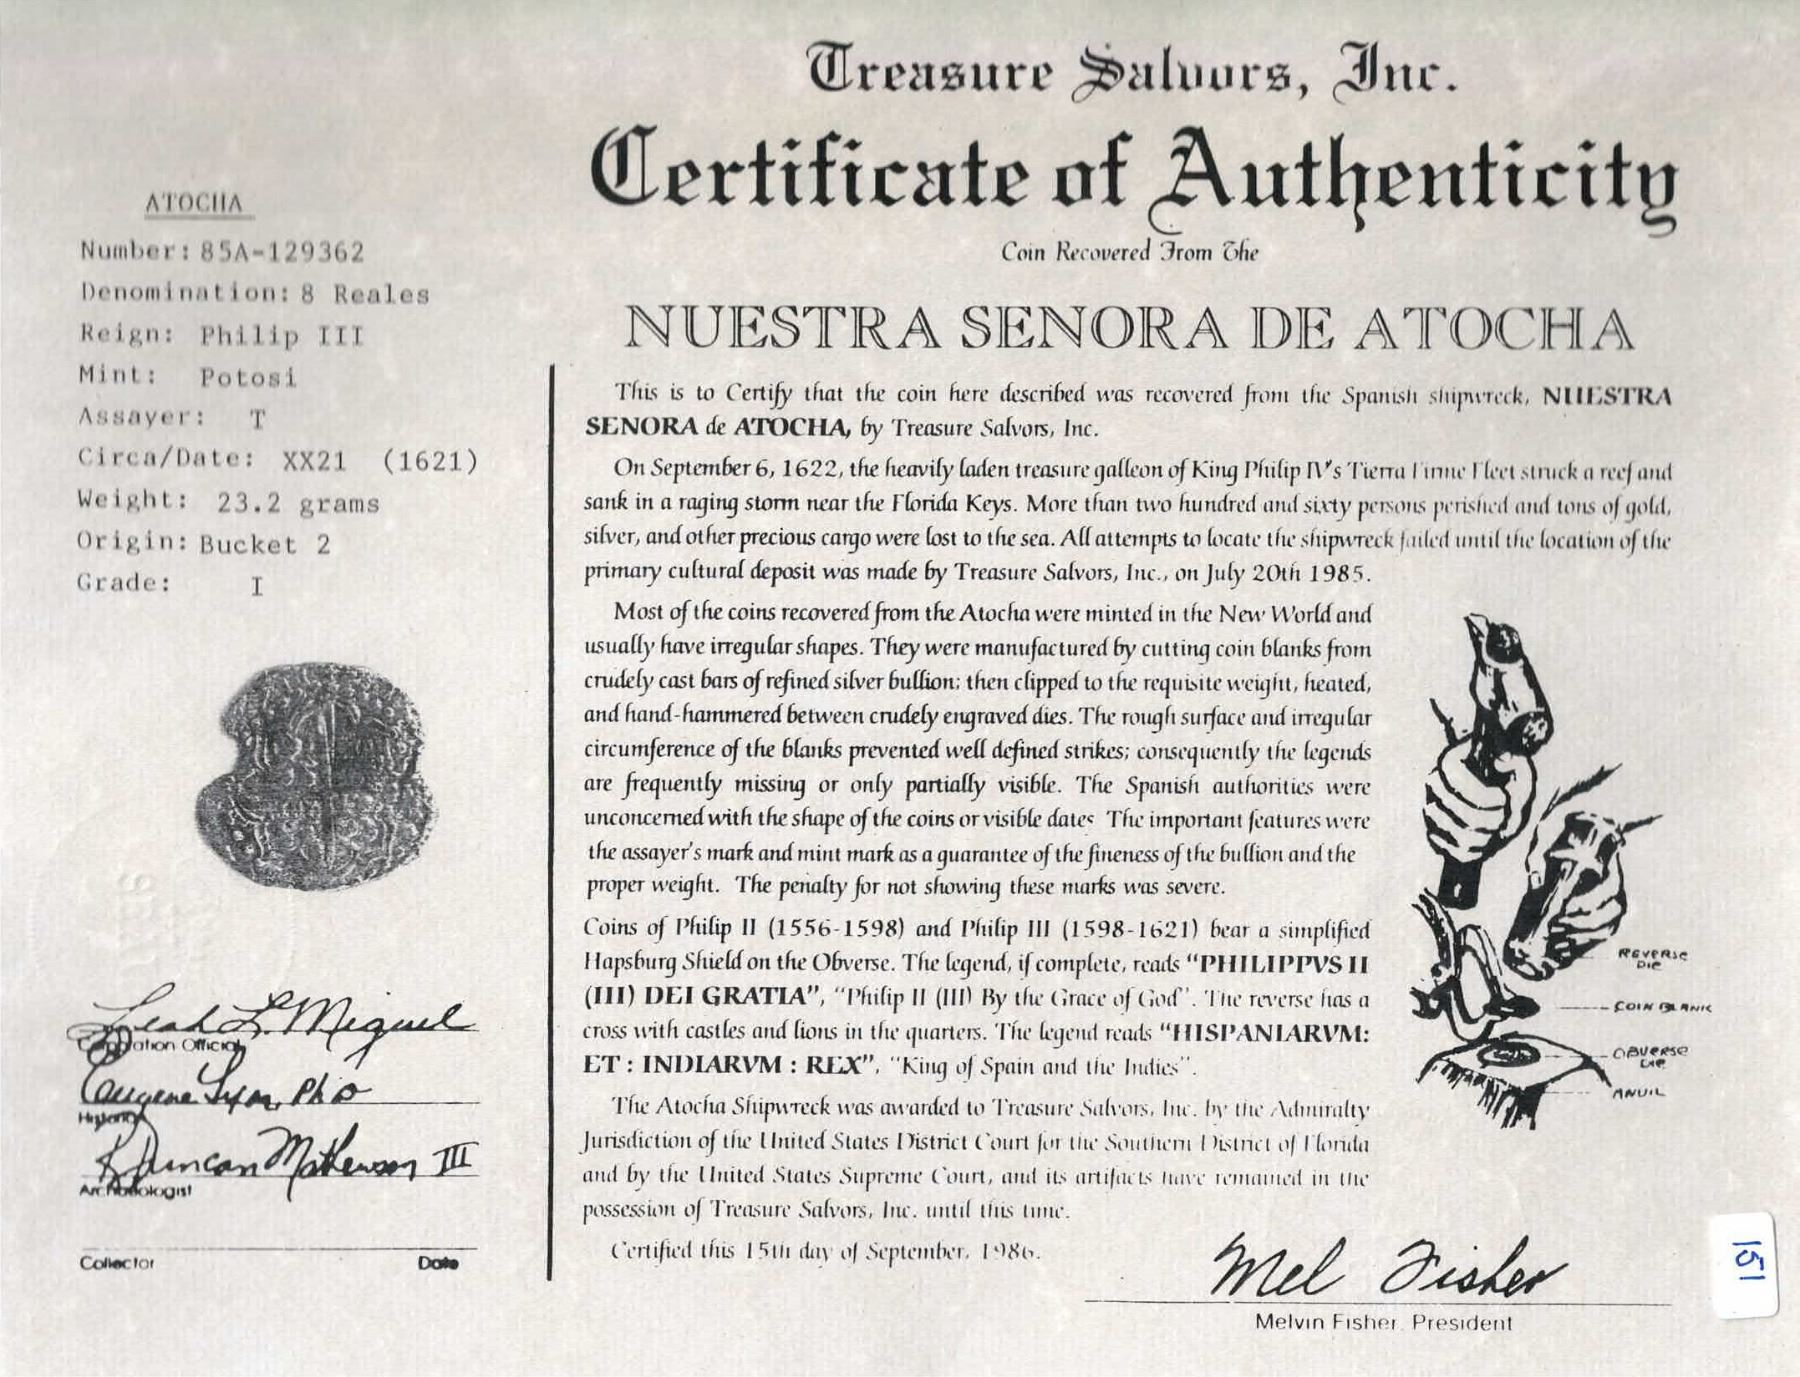 Treasure Salvors, Inc.
Certificate of Authenticity
Coin Recovered From The
NUESTRA SENORA DE ATOCHA
ATOCHA
Number: 85A-129362
Denomination: 8 Reales
Reign: Philip III
Mint: Potosi
Assayer: T
Circa/Date: XX21 (1621)
Weight: 23.2 grams
Origin: Bucket 2
Grade: I
Leah L. Miguel
Corporation Official
Eugene Lyon, PhD
Historian
R Duncan Mathewson III
Archaeologist
Collector Date
This is to Certify that the coin here described was recovered from the Spanish shipwreck, NUESTRA
SENORA de ATOCHA, by Treasure Salvors, Inc.
On September 6, 1622, the heavily laden treasure galleon of King Philip IV's Tierra Firme Fleet struck a reef and
sank in a raging storm near the Florida Keys. More than two hundred and sixty persons perished and tons of gold,
silver, and other precious cargo were lost to the sea. All attempts to locate the shipwreck failed until the location of the
primary cultural deposit was made by Treasure Salvors, Inc., on July 20th 1985.
Most of the coins recovered from the Atocha were minted in the New World and
usually have irregular shapes. They were manufactured by cutting coin blanks from
crudely cast bars of refined silver bullion; then clipped to the requisite weight, heated,
and hand-hammered between crudely engraved dies. The rough surface and irregular
circumference of the blanks prevented well defined strikes; consequently the legends
are frequently missing or only partially visible. The Spanish authorities were
unconcerned with the shape of the coins or visible dates The important features were
the assayer's mark and mint mark as a guarantee of the fineness of the bullion and the
proper weight. The penalty for not showing these marks was severe.
Coins of Philip II (1556-1598) and Philip III (1598-1621) bear a simplified
Hapsburg Shield on the Obverse. The legend, if complete, reads "PHILIPPVS II
(III) DEI GRATIA", "Philip II (III) By the Grace of God". The reverse has a
cross with castles and lions in the quarters. The legend reads "HISPANIARVM:
ET : INDIARVM : REX", "King of Spain and the Indies".
The Atocha Shipwreck was awarded to Treasure Salvors, Inc. by the Admiralty
Jurisdiction of the United States District Court for the Southern District of Florida
and by the United States Supreme Court, and its artifacts have remained in the
possession of Treasure Salvors, Inc. until this time.
Certified this 15th day of September, 1986.
REVERSE
DIE
COIN BLANK
OBVERSE
DIE
ANVIL
Mel Fisher
Melvin Fisher, President
151